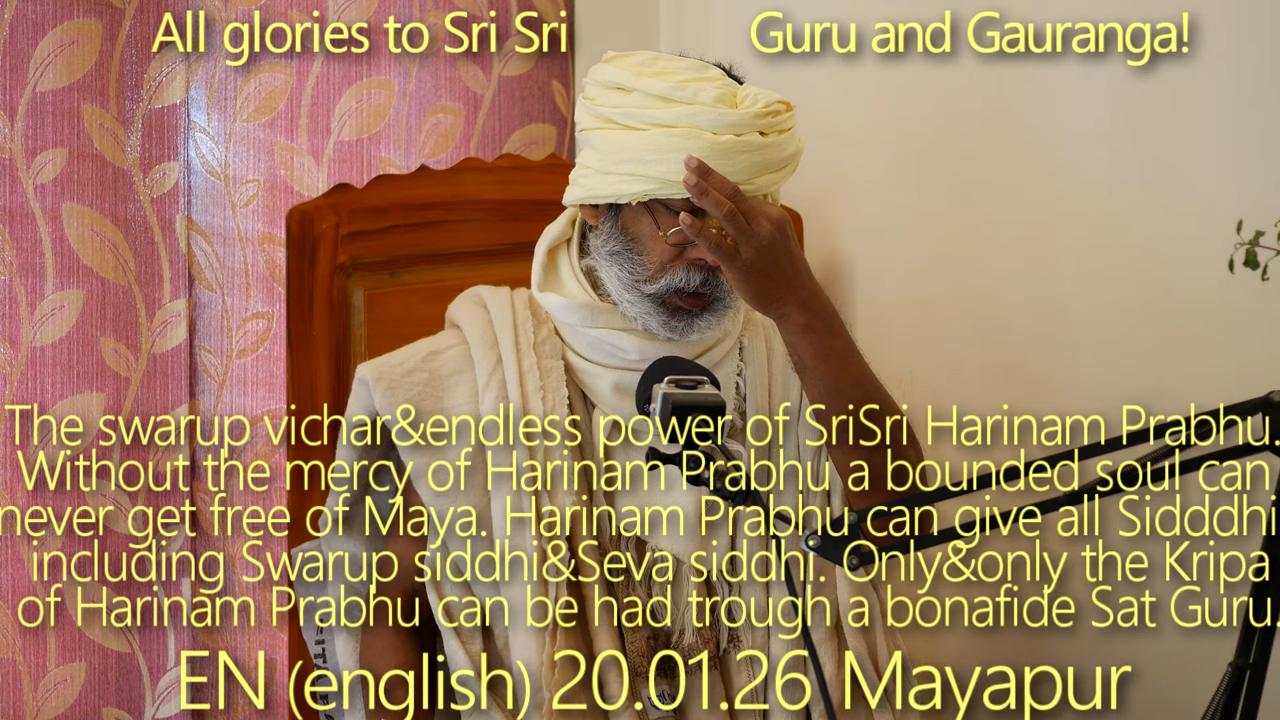 All glories to Sri Sri Guru and Gauranga!
The swarup vichar&endless power of SriSri Harinam Prabhu.
Without the mercy of Harinam Prabhu a bounded soul can
never get free of Maya. Harinam Prabhu can give all Sidddhi
including Swarup siddhi&Seva siddhi. Only&only the Kripa
of Harinam Prabhu can be had trough a bonafide Sat Guru.
EN (english) 20.01.26 Mayapur